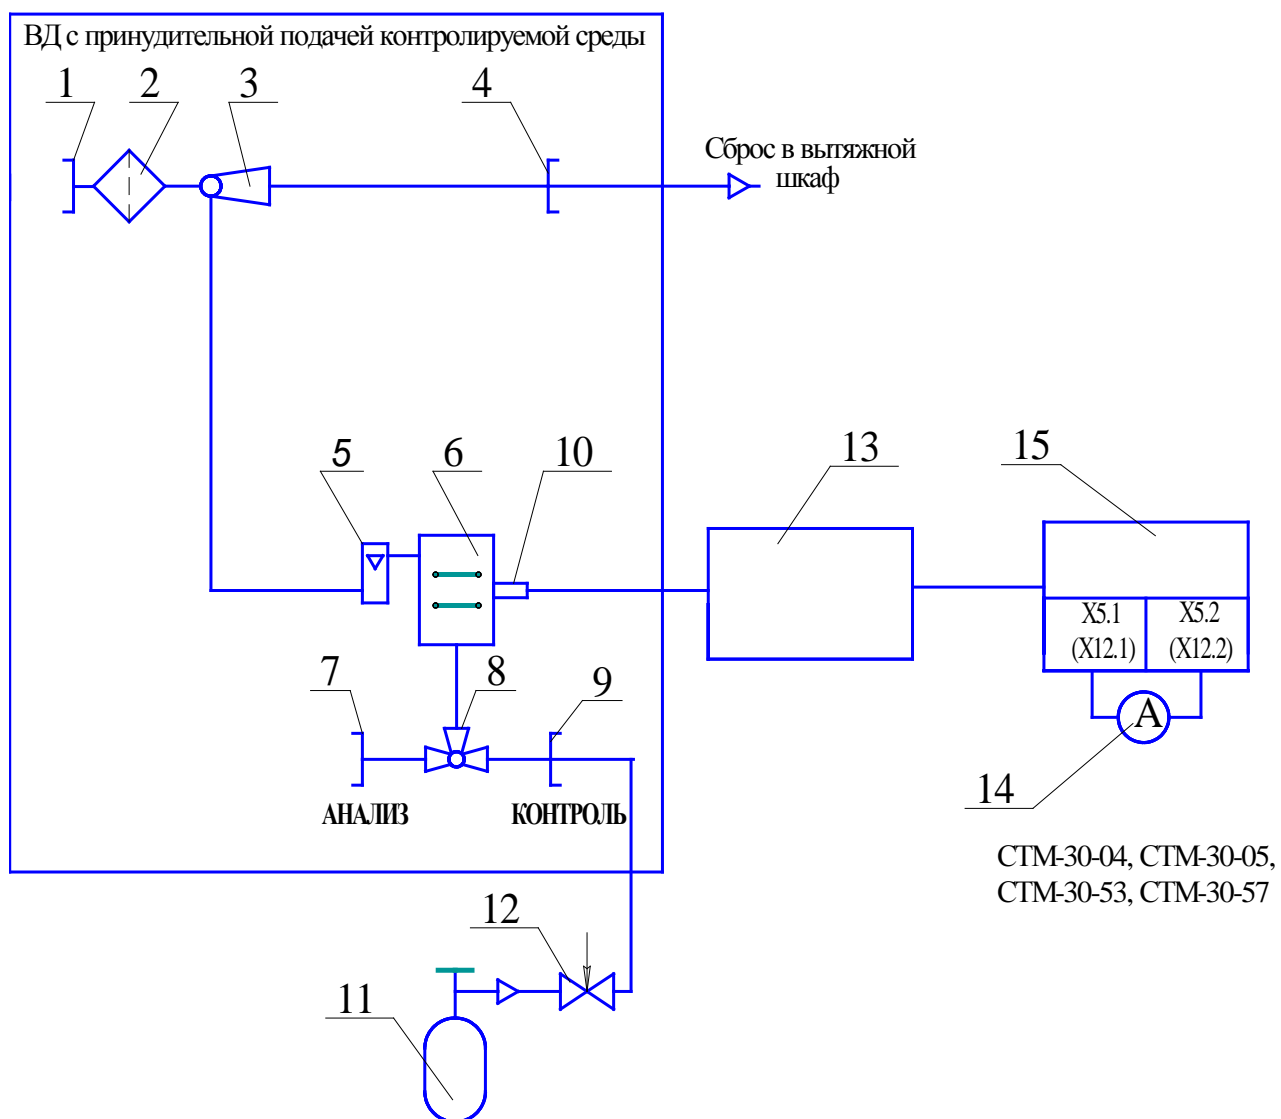 ВД с принудительной подачей контролируемой среды
1
2
3
4
Сброс в вытяжной
шкаф
5
6
10
13
15
X5.1
(X12.1)
X5.2
(X12.2)
7
8
9
А
АНАЛИЗ
КОНТРОЛЬ
14
СТМ-30-04, СТМ-30-05,
СТМ-30-53, СТМ-30-57
12
11